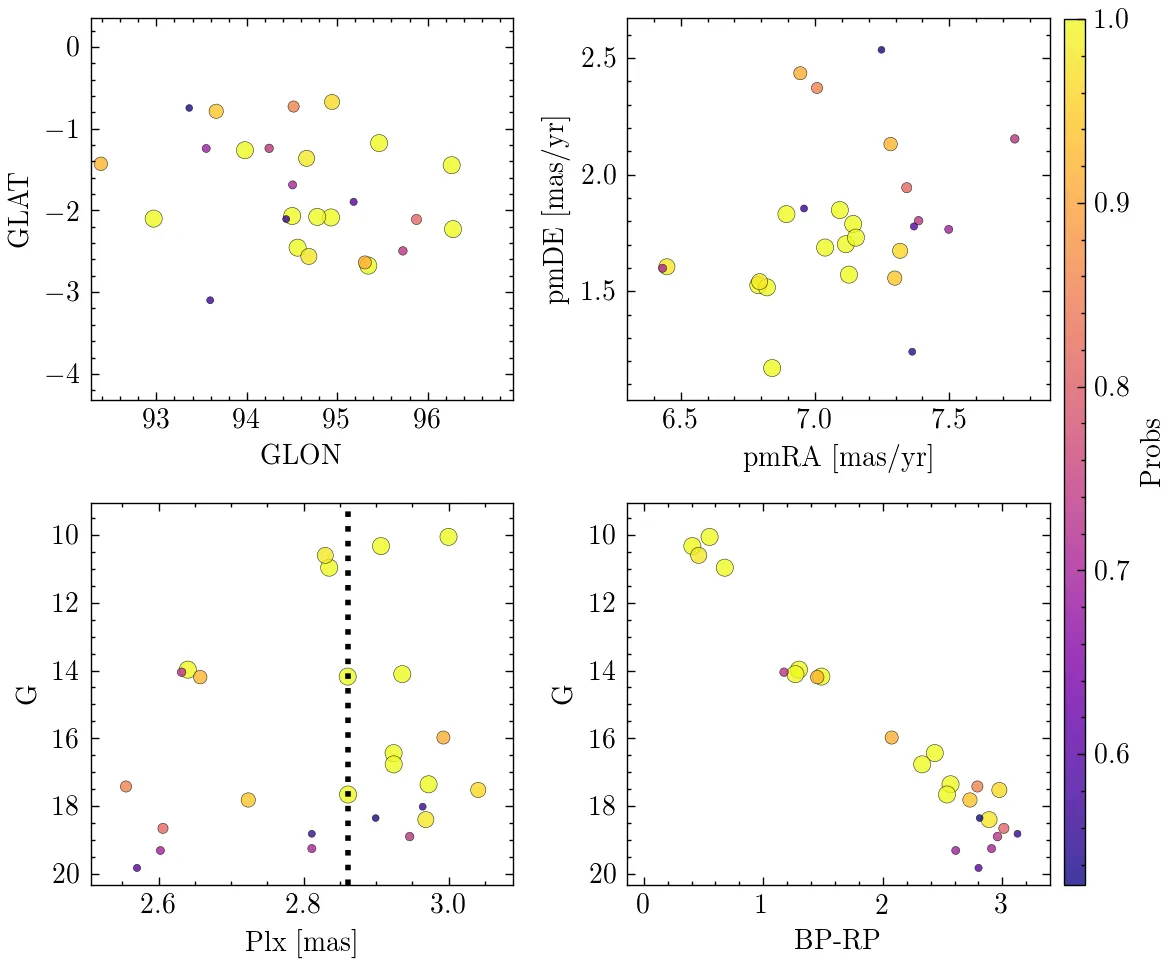 0
−1
−2
−3
−4
GLAT
93 94 95 96
GLON
2.5
2.0
1.5
pmDE [mas/yr]
6.5 7.0 7.5
pmRA [mas/yr]
10
12
14
16
18
20
G
2.6 2.8 3.0
Plx [mas]
10
12
14
16
18
20
G
0 1 2 3
BP-RP
1.0
0.9
0.8
0.7
0.6
Probs